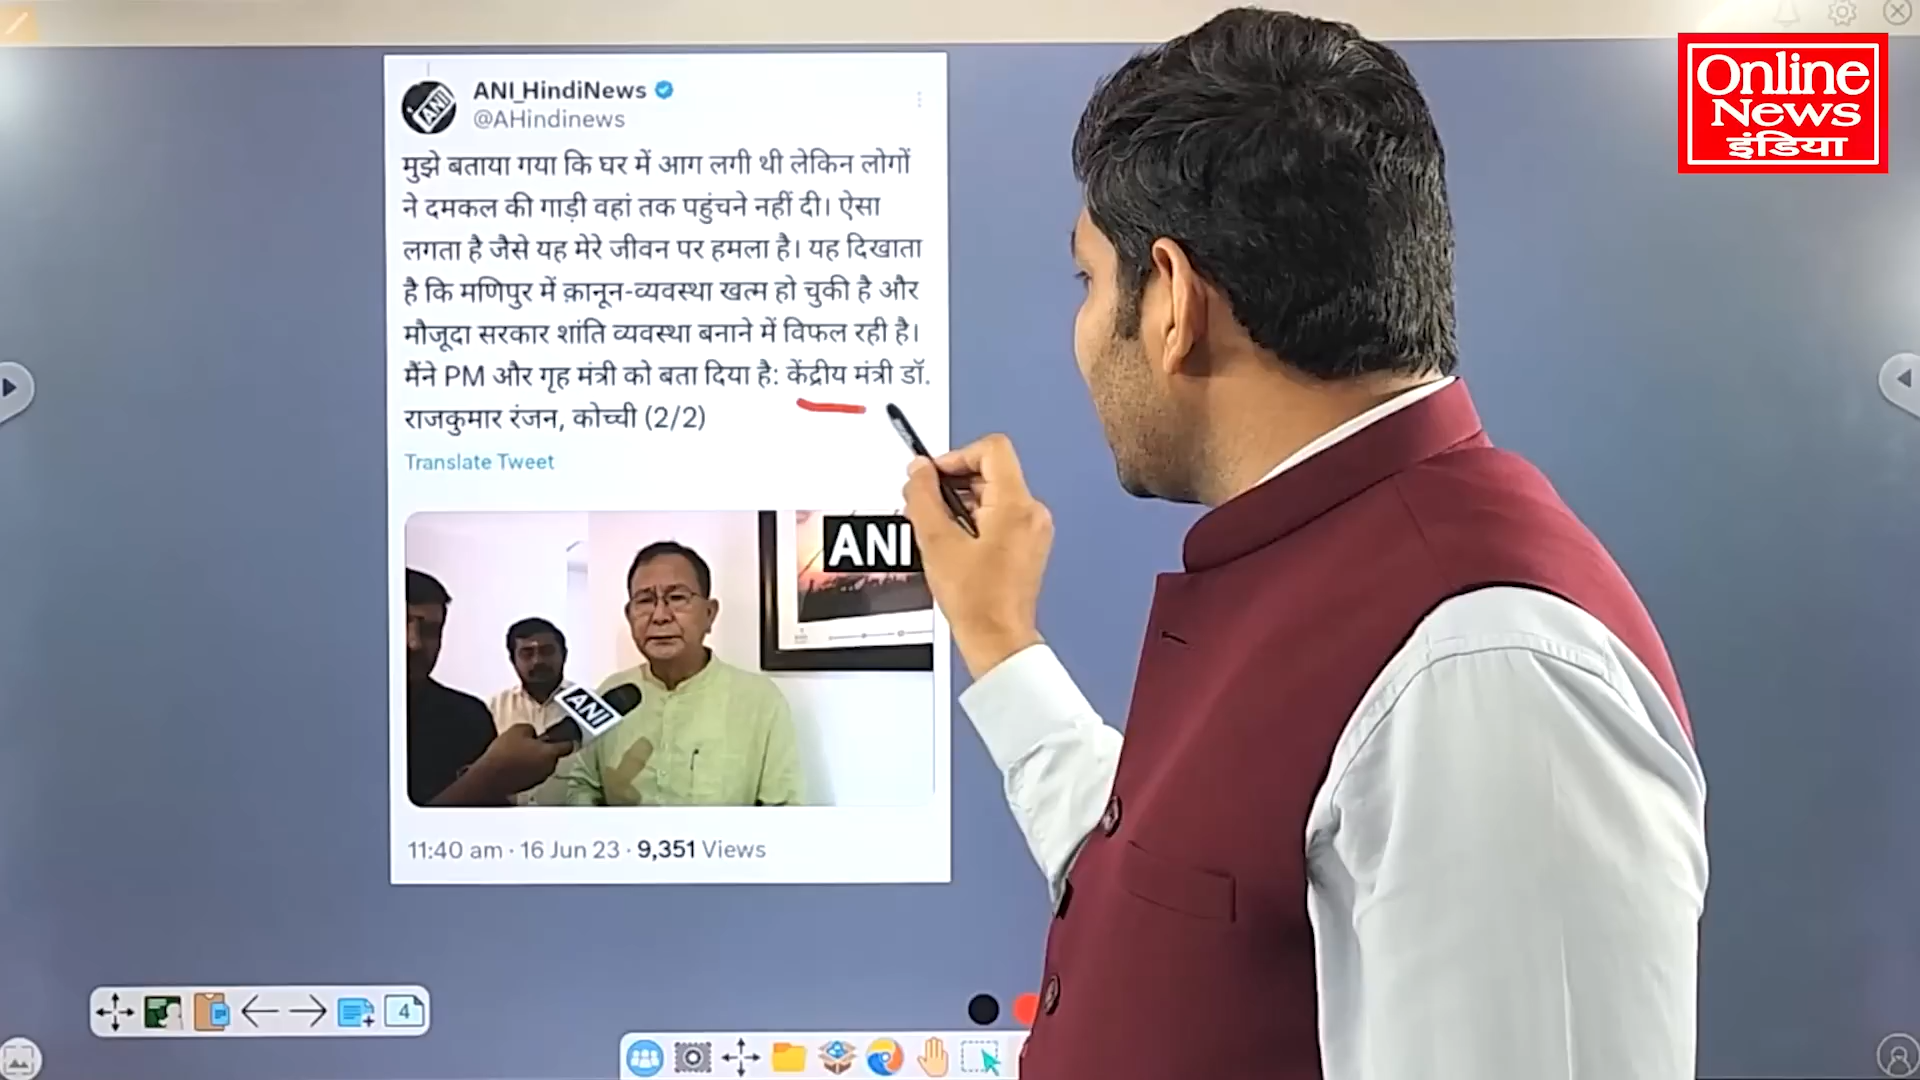 ANI_HindiNews
@AHindinews
मुझे बताया गया कि घर में आग लगी थी लेकिन लोगों
ने दमकल की गाड़ी वहां तक पहुंचने नहीं दी। ऐसा
लगता है जैसे यह मेरे जीवन पर हमला है। यह दिखाता
है कि मणिपुर में क़ानून-व्यवस्था खत्म हो चुकी है और
मौजूदा सरकार शांति व्यवस्था बनाने में विफल रही है।
मैंने PM और गृह मंत्री को बता दिया है: केंद्रीय मंत्री डॉ.
राजकुमार रंजन, कोच्ची (2/2)
Translate Tweet
ANI
ANI
ANI
11:40 am · 16 Jun 23 · 9,351 Views
4
Online
News
इंडिया